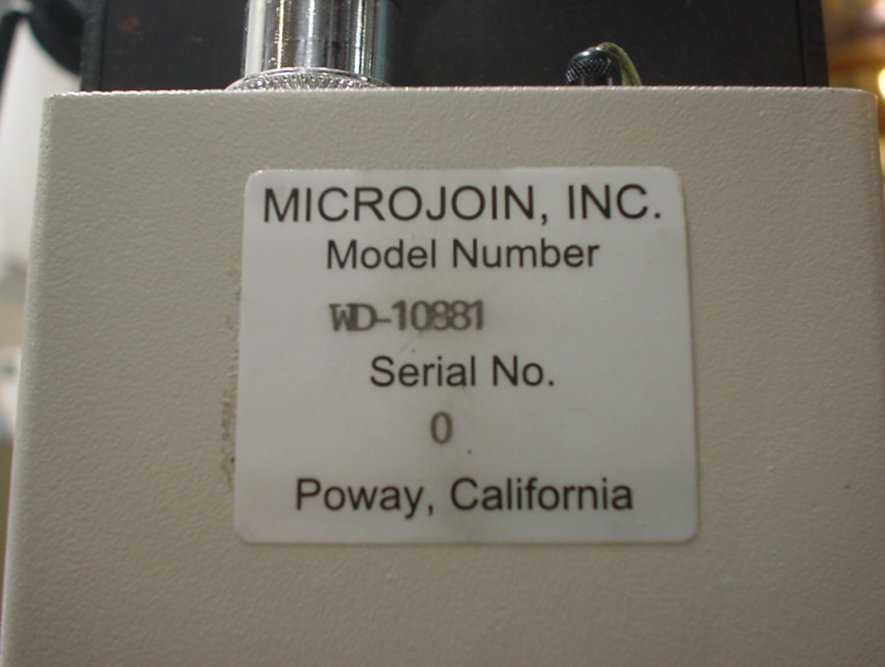 MICROJOIN, INC.
Model Number
WD-10881
Serial No.
0
Poway, California